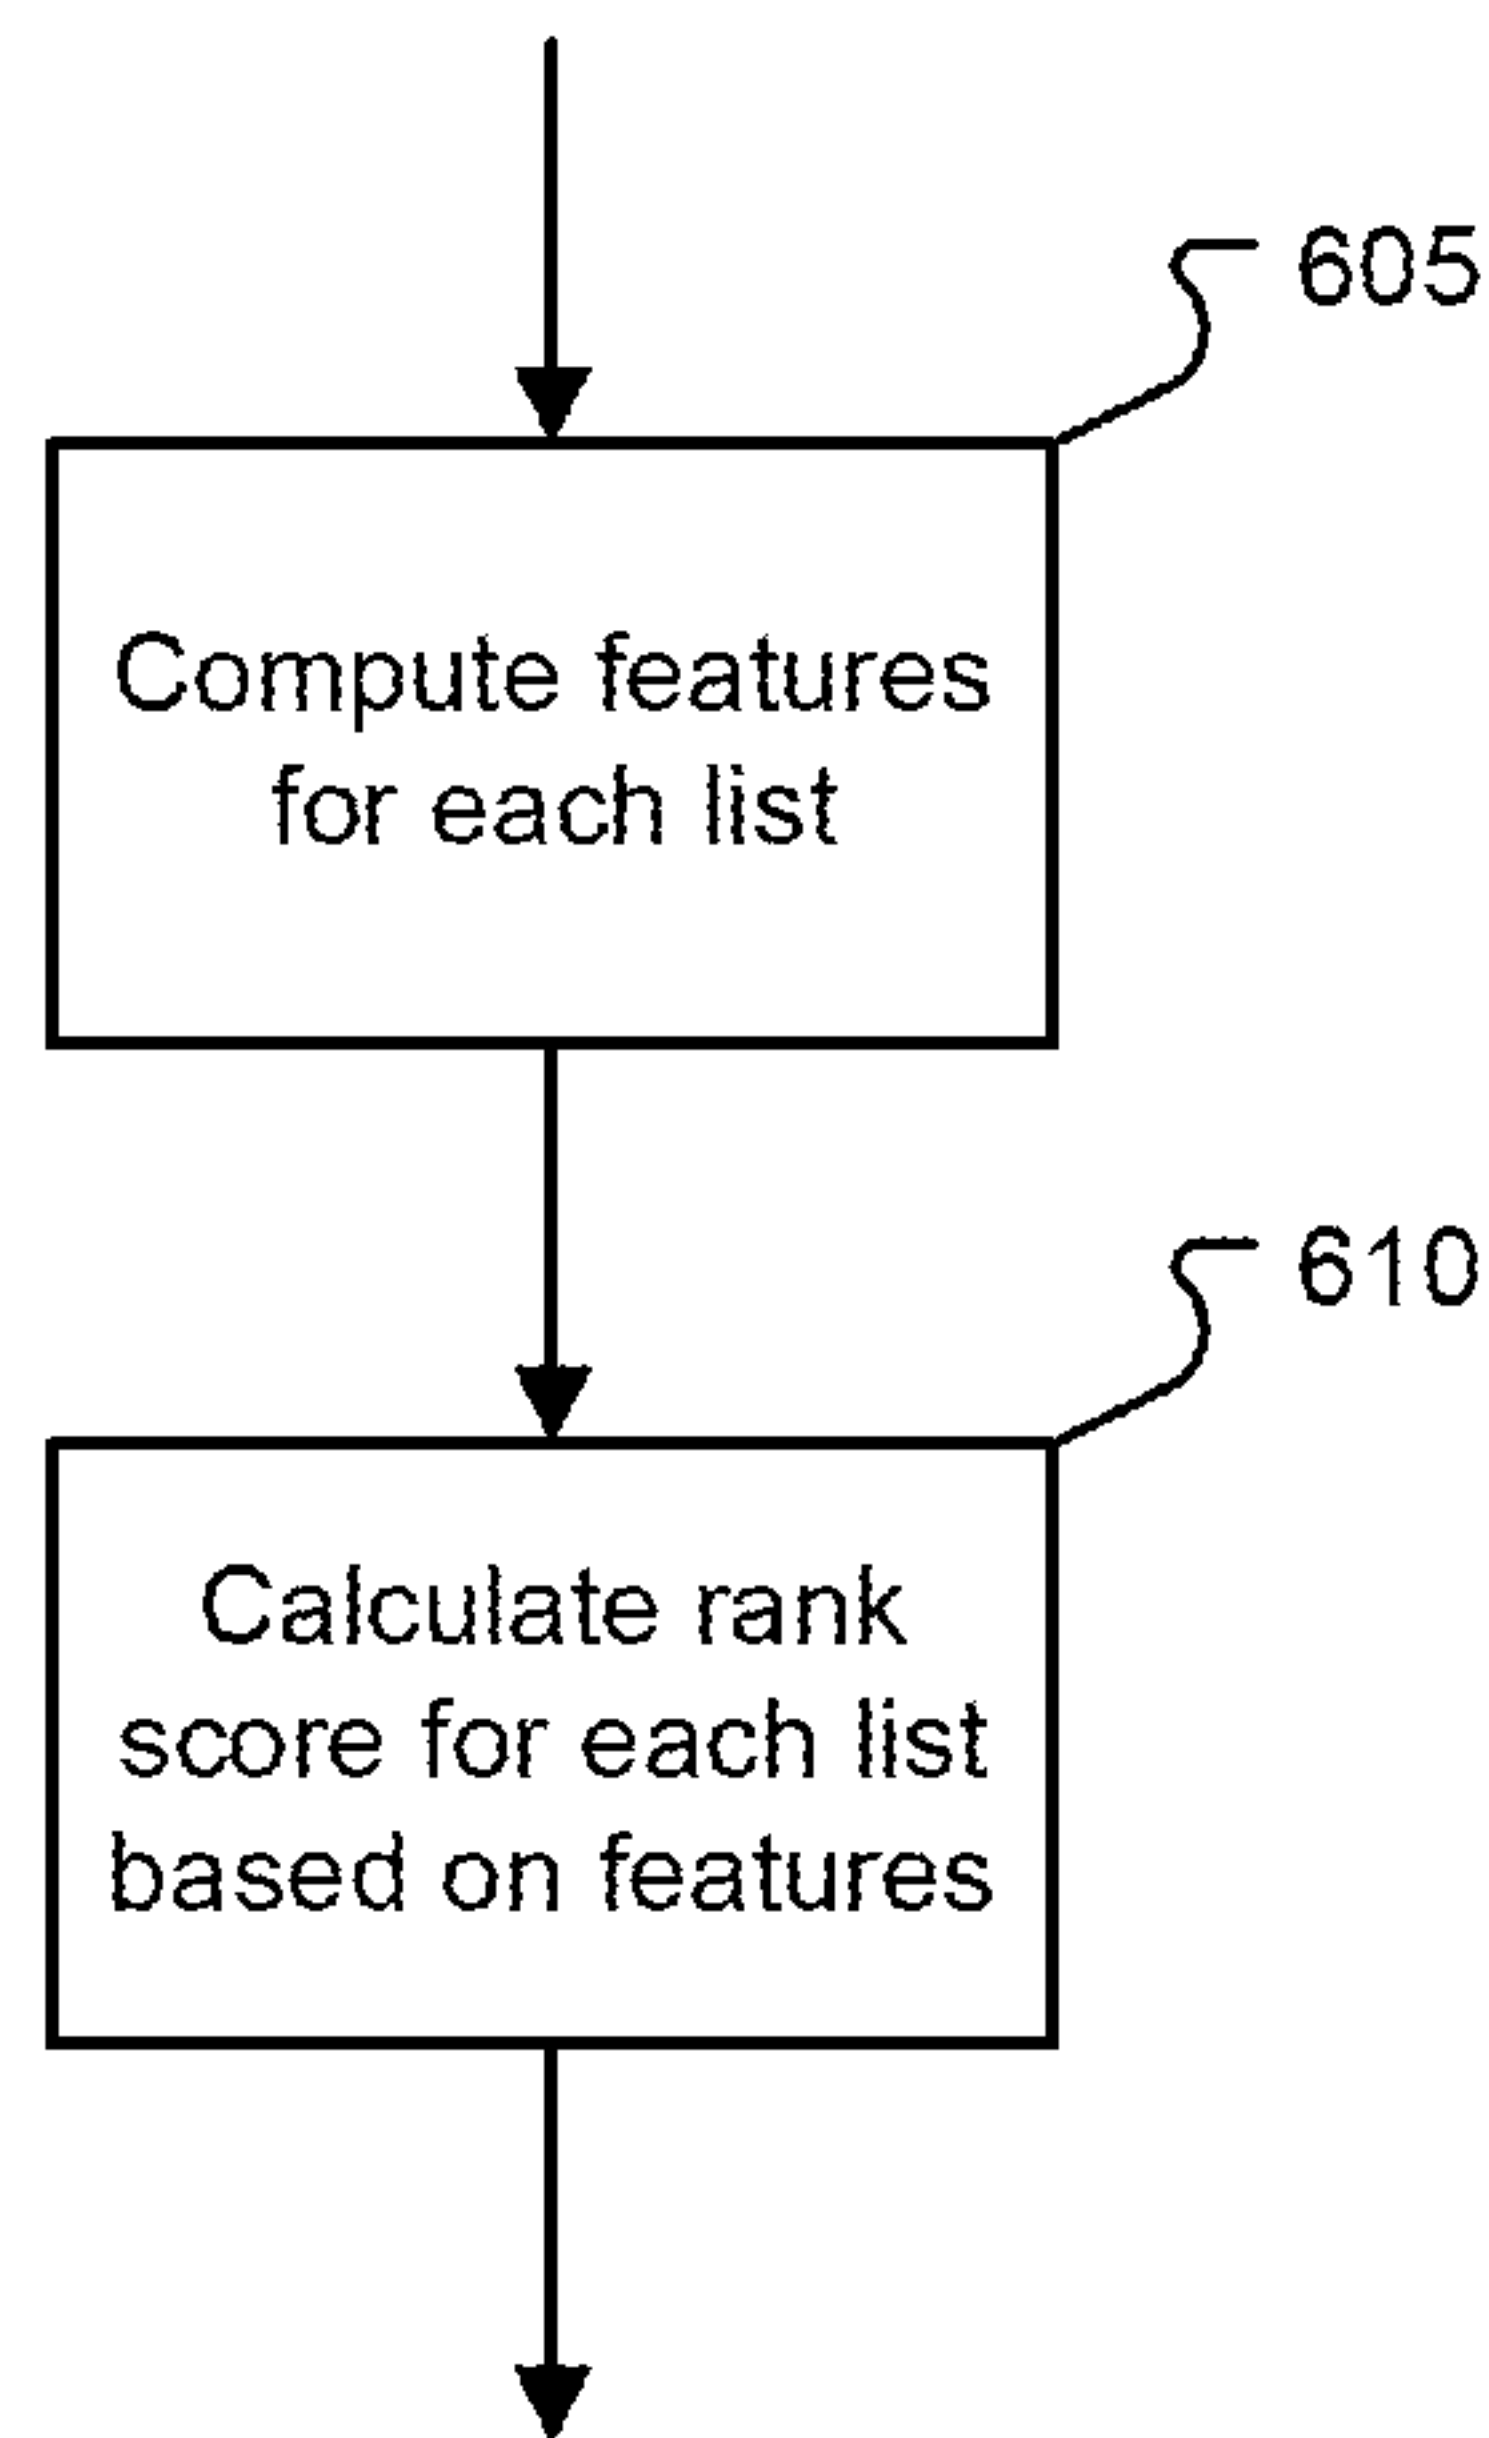 605
Compute features
for each list
610
Calculate rank
score for each list
based on features